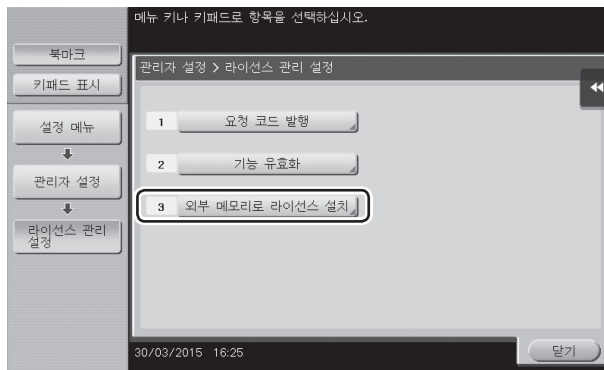 메뉴 키나 키패드로 항목을 선택하십시오.
북마크
키패드 표시
설정 메뉴
관리자 설정
라이선스 관리
설정
관리자 설정 > 라이선스 관리 설정
1 요청 코드 발행
2 기능 유효화
3 외부 메모리로 라이선스 설치
30/03/2015 16:25
닫기